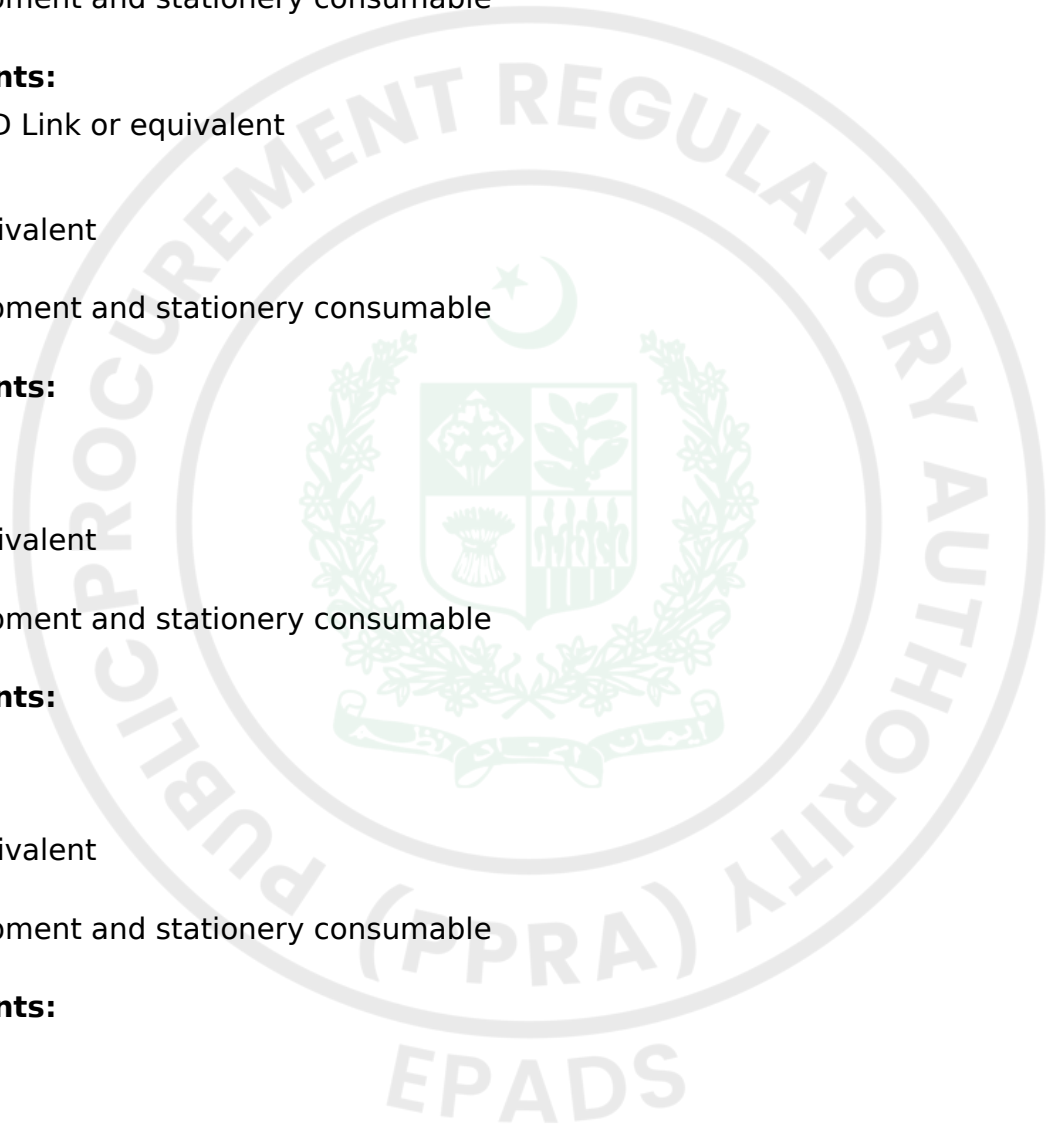 oment and stationery consumable
nts:
D Link or equivalent
ivalent
oment and stationery consumable
nts:
ivalent
oment and stationery consumable
nts:
ivalent
oment and stationery consumable
nts:
PUBLIC PROCUREMENT REGULATORY AUTHORITY
(PPRA)
EPADS